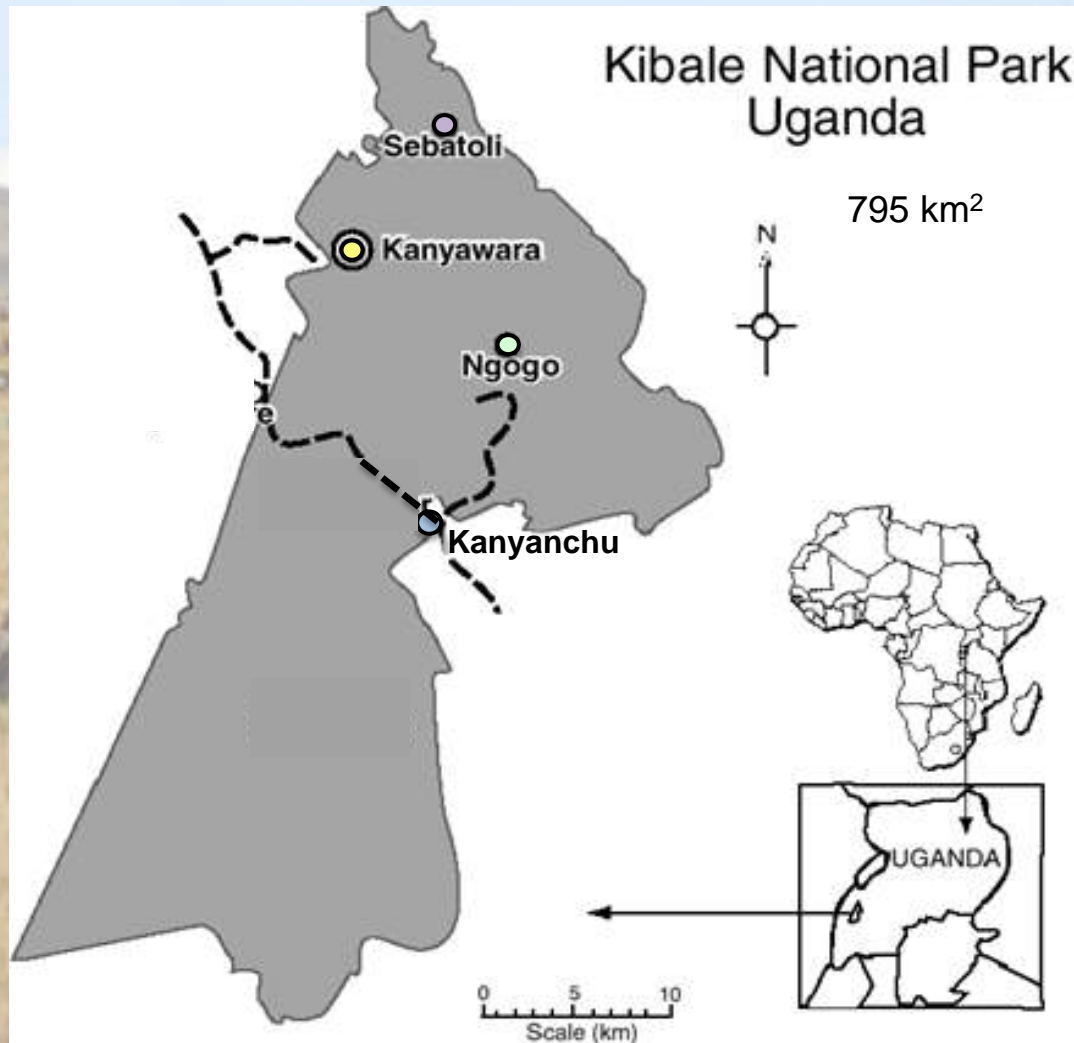 Kibale National Park
Uganda
795 km²
Sebatoli
N
Kanyawara
Ngogo
e
Kanyanchu
UGANDA
0 5 10
Scale (km)